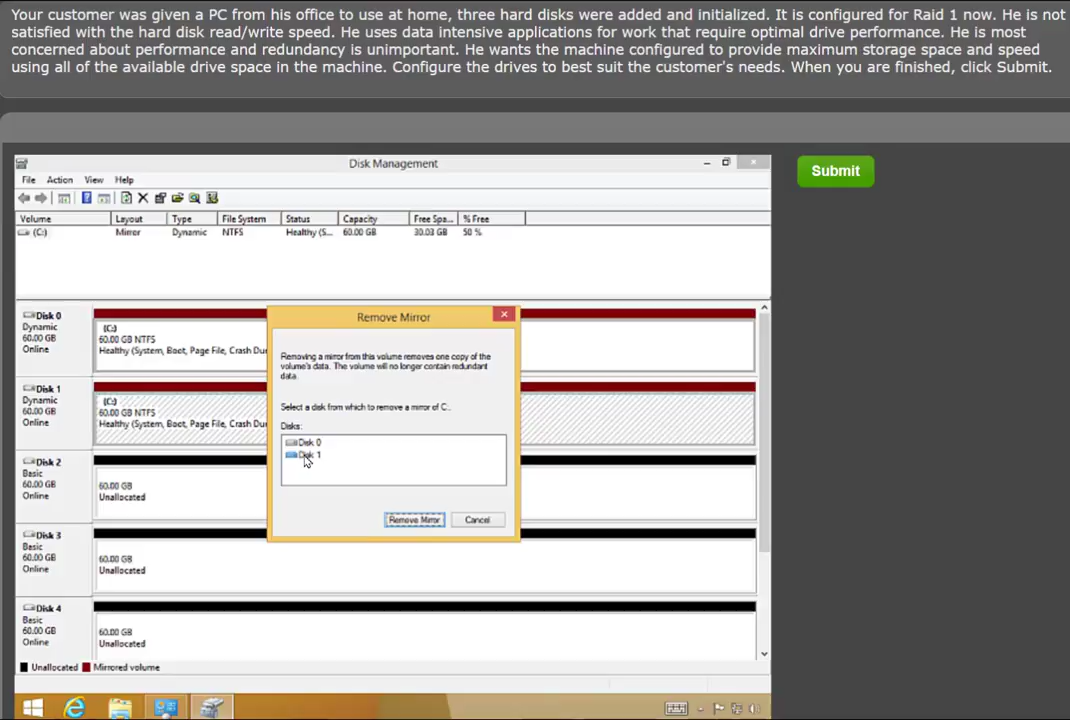 Your customer was given a PC from his office to use at home, three hard disks were added and initialized. It is configured for Raid 1 now. He is not
satisfied with the hard disk read/write speed. He uses data intensive applications for work that require optimal drive performance. He is most
concerned about performance and redundancy is unimportant. He wants the machine configured to provide maximum storage space and speed
using all of the available drive space in the machine. Configure the drives to best suit the customer's needs. When you are finished, click Submit.
Submit
Disk Management
File Action View Help
Volume Layout Type File System Status Capacity Free Spa... % Free
(C:) Mirror Dynamic NTFS Healthy (S... 60.00 GB 30.03 GB 50 %
Disk 0
Dynamic
60.00 GB
Online
(C:)
60.00 GB NTFS
Healthy (System, Boot, Page File, Crash Du
Disk 1
Dynamic
60.00 GB
Online
(C:)
60.00 GB NTFS
Healthy (System, Boot, Page File, Crash Du
Disk 2
Basic
60.00 GB
Online
60.00 GB
Unallocated
Disk 3
Basic
60.00 GB
Online
60.00 GB
Unallocated
Disk 4
Basic
60.00 GB
Online
60.00 GB
Unallocated
Unallocated Mirrored volume
Remove Mirror
Removing a mirror from this volume removes one copy of the
volume's data. The volume will no longer contain redundant
data.
Select a disk from which to remove a mirror of C:.
Disks:
Disk 0
Disk 1
Remove Mirror Cancel